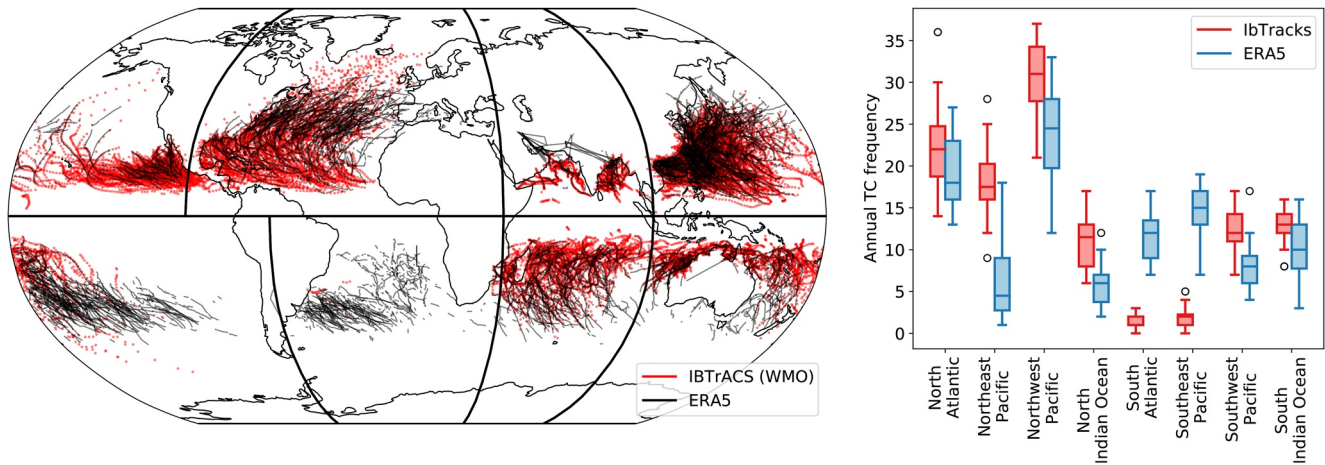 IBTrACS (WMO)
ERA5
Annual TC frequency
35
30
25
20
15
10
5
0
IbTracks
ERA5
North
Atlantic
Northeast
Pacific
Northwest
Pacific
North
Indian Ocean
South
Atlantic
Southeast
Pacific
Southwest
Pacific
South
Indian Ocean